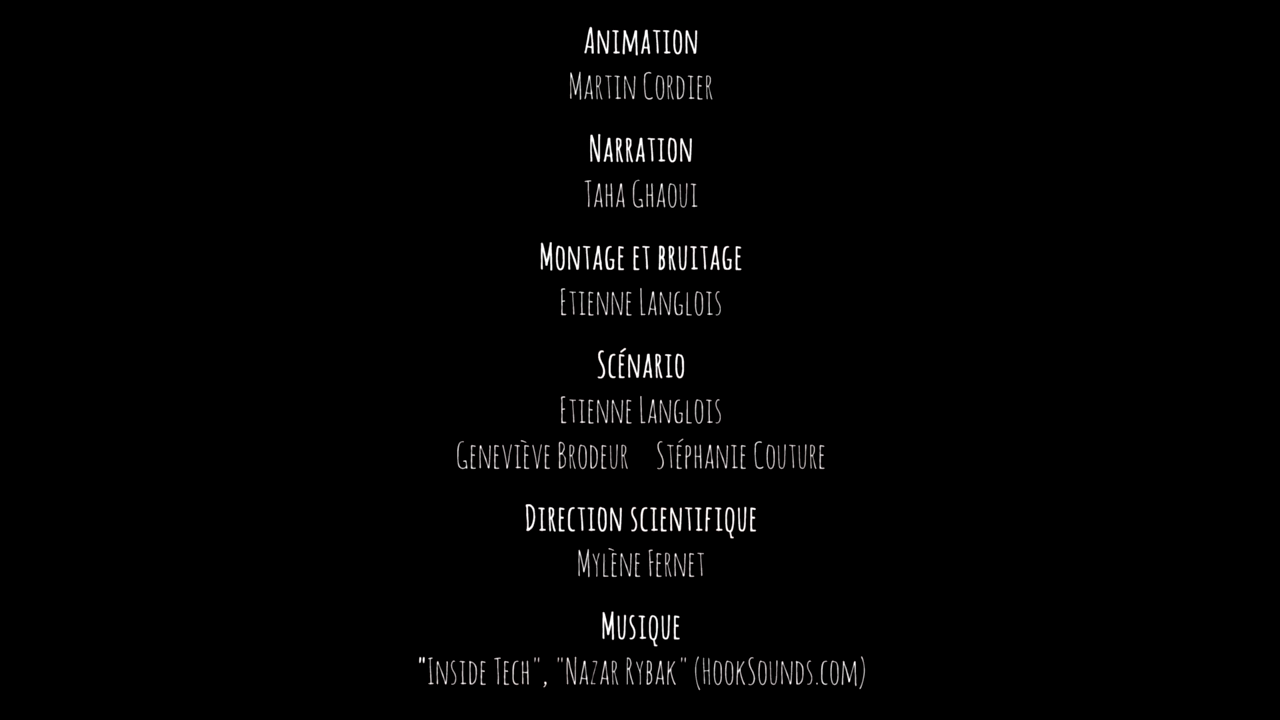 Animation
Martin Cordier
Narration
Taha Ghaoui
Montage et bruitage
Etienne Langlois
Scénario
Etienne Langlois
Geneviève Brodeur Stéphanie Couture
Direction scientifique
Mylène Fernet
Musique
"Inside Tech", "Nazar Rybak" (HookSounds.com)